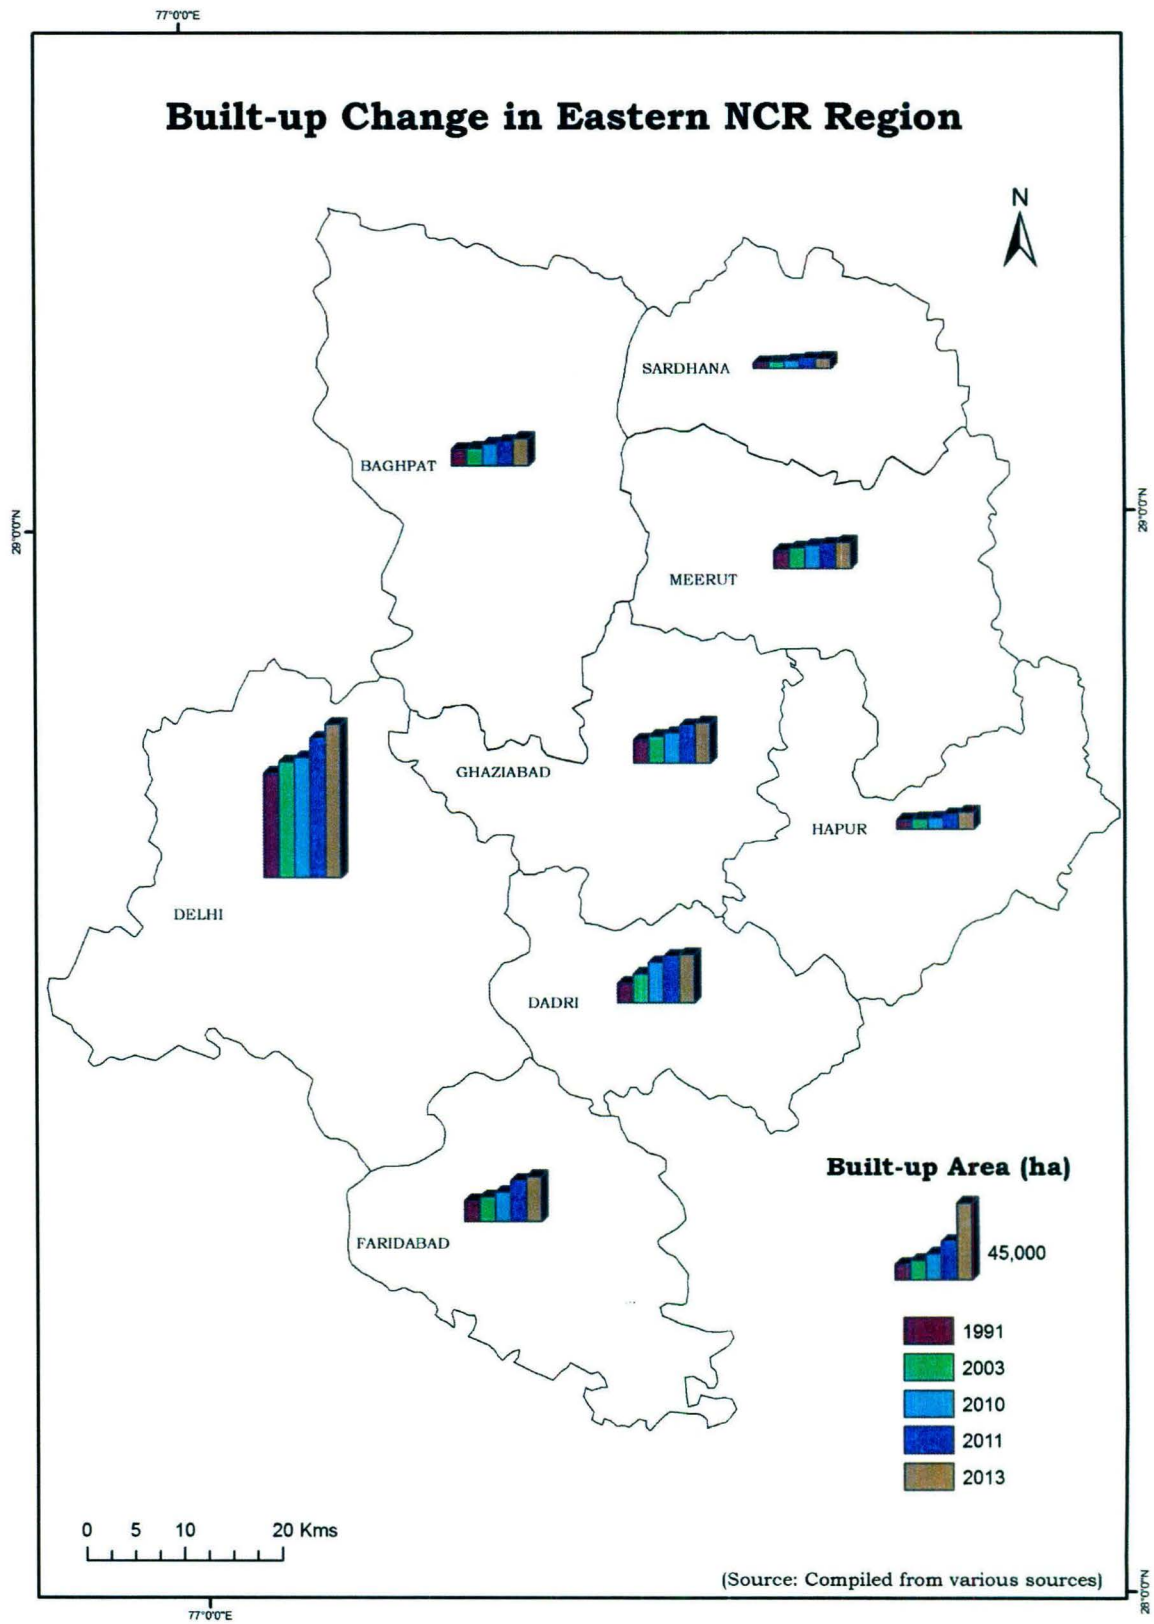 77°0'0"E
Built-up Change in Eastern NCR Region
N
SARDHANA
BAGHPAT
29°0'0"N
29°0'0"N
MEERUT
GHAZIABAD
HAPUR
DELHI
DADRI
Built-up Area (ha)
FARIDABAD
45,000
1991
2003
2010
2011
2013
0 5 10 20 Kms
(Source: Compiled from various sources)
28°0'0"N
77°0'0"E